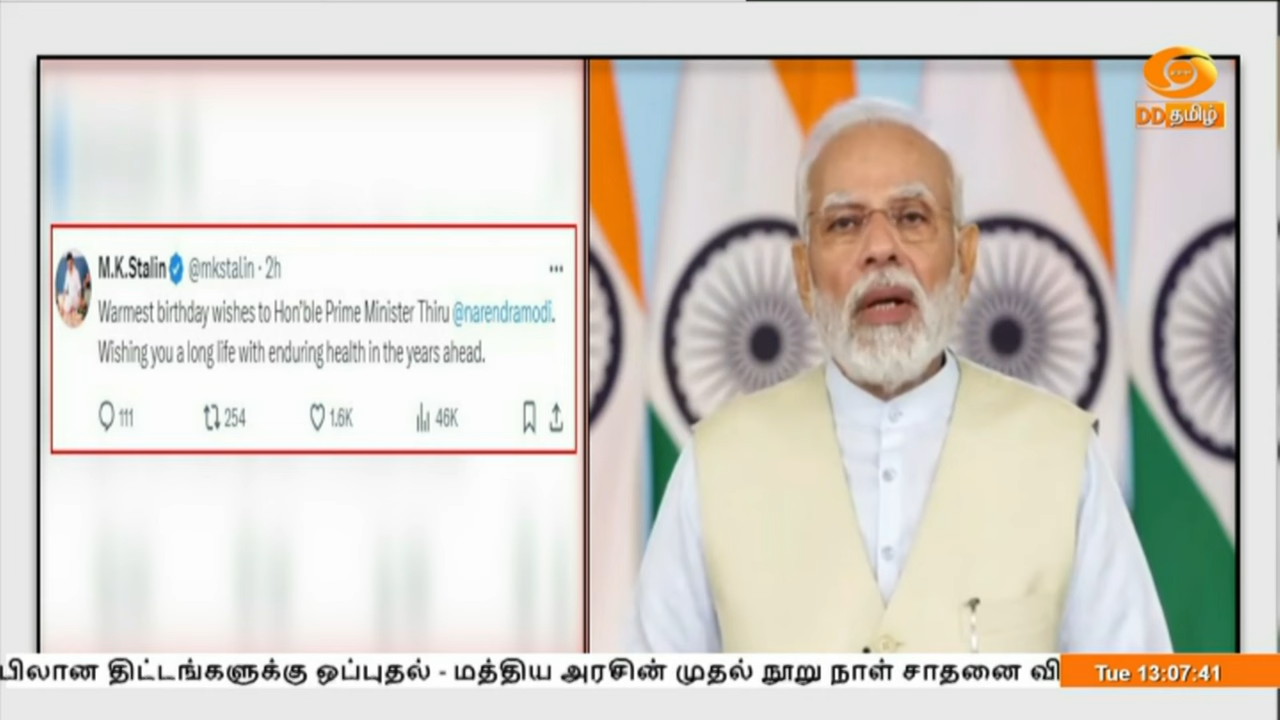 DD தமிழ்
M.K.Stalin @mkstalin · 2h
Warmest birthday wishes to Hon'ble Prime Minister Thiru @narendramodi.
Wishing you a long life with enduring health in the years ahead.
111 254 1.6K 46K
பிலான திட்டங்களுக்கு ஒப்புதல் - மத்திய அரசின் முதல் நூறு நாள் சாதனை வி
Tue 13:07:41